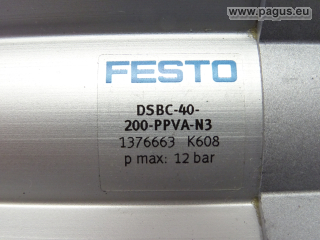 www.pagus.eu
FESTO
DSBC-40-
200-PPVA-N3
1376663 K608
p max: 12 bar